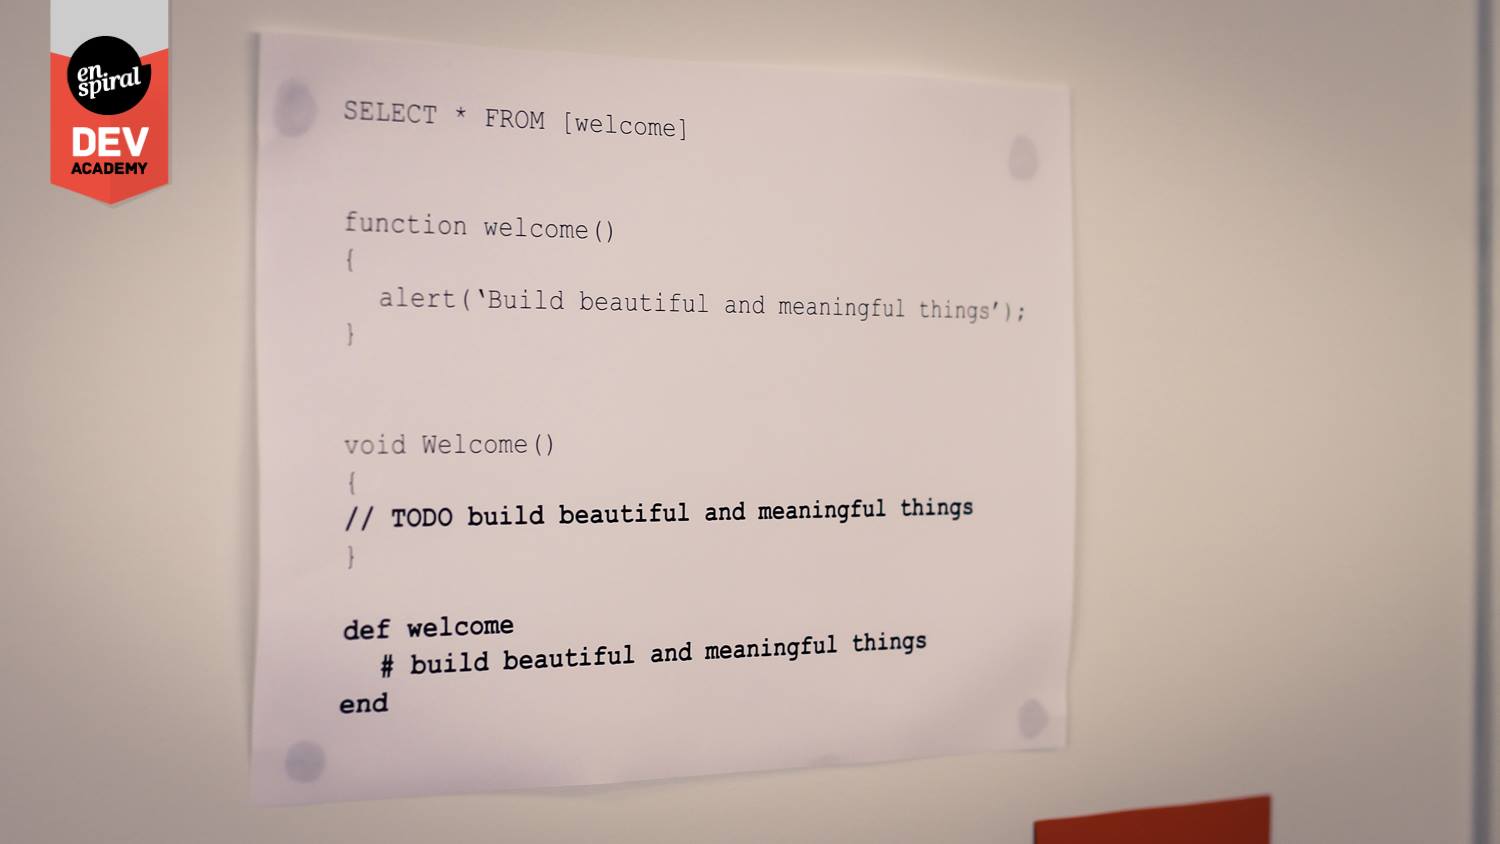 en
spiral
DEV
ACADEMY
SELECT * FROM [welcome]
function welcome()
{
alert(‘Build beautiful and meaningful things’);
}
void Welcome()
{
// TODO build beautiful and meaningful things
}
def welcome
# build beautiful and meaningful things
end